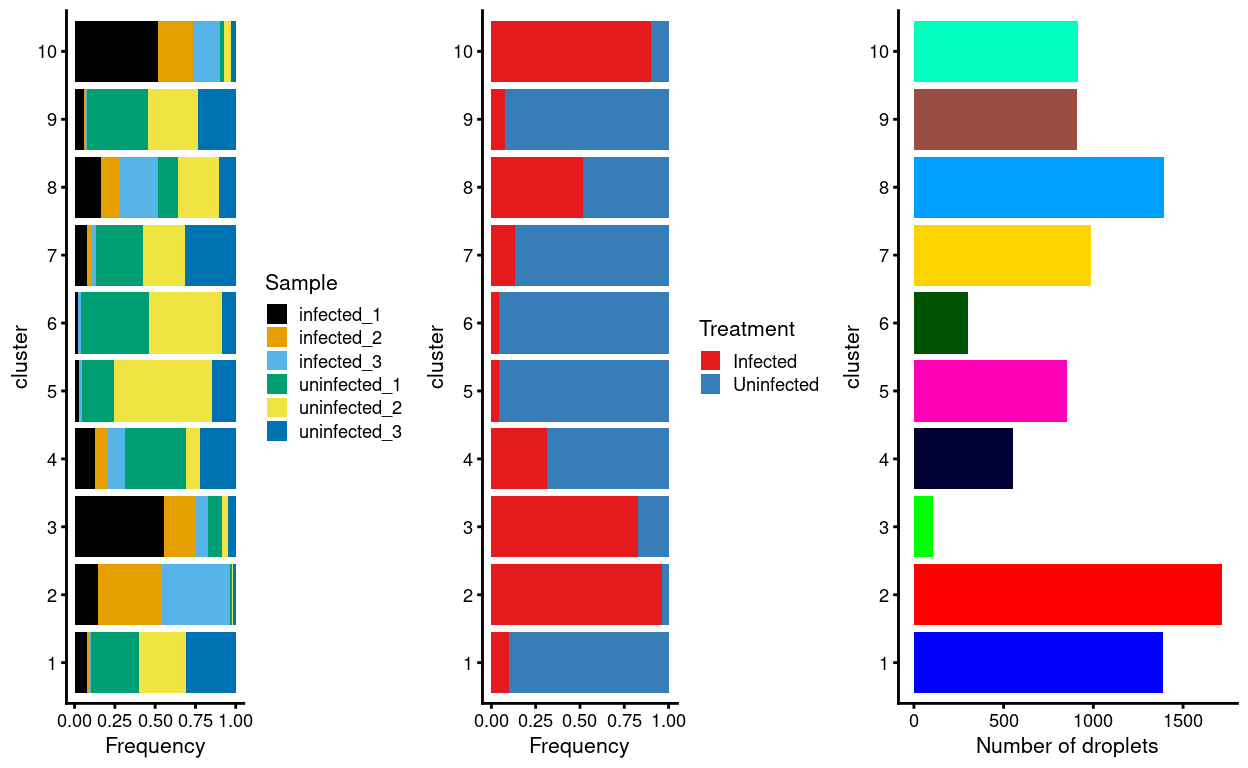 cluster
10
9
8
7
6
5
4
3
2
1
0.00 0.25 0.50 0.75 1.00
Frequency
Sample
infected_1
infected_2
infected_3
uninfected_1
uninfected_2
uninfected_3
cluster
10
9
8
7
6
5
4
3
2
1
0.00 0.25 0.50 0.75 1.00
Frequency
Treatment
Infected
Uninfected
cluster
10
9
8
7
6
5
4
3
2
1
0 500 1000 1500
Number of droplets